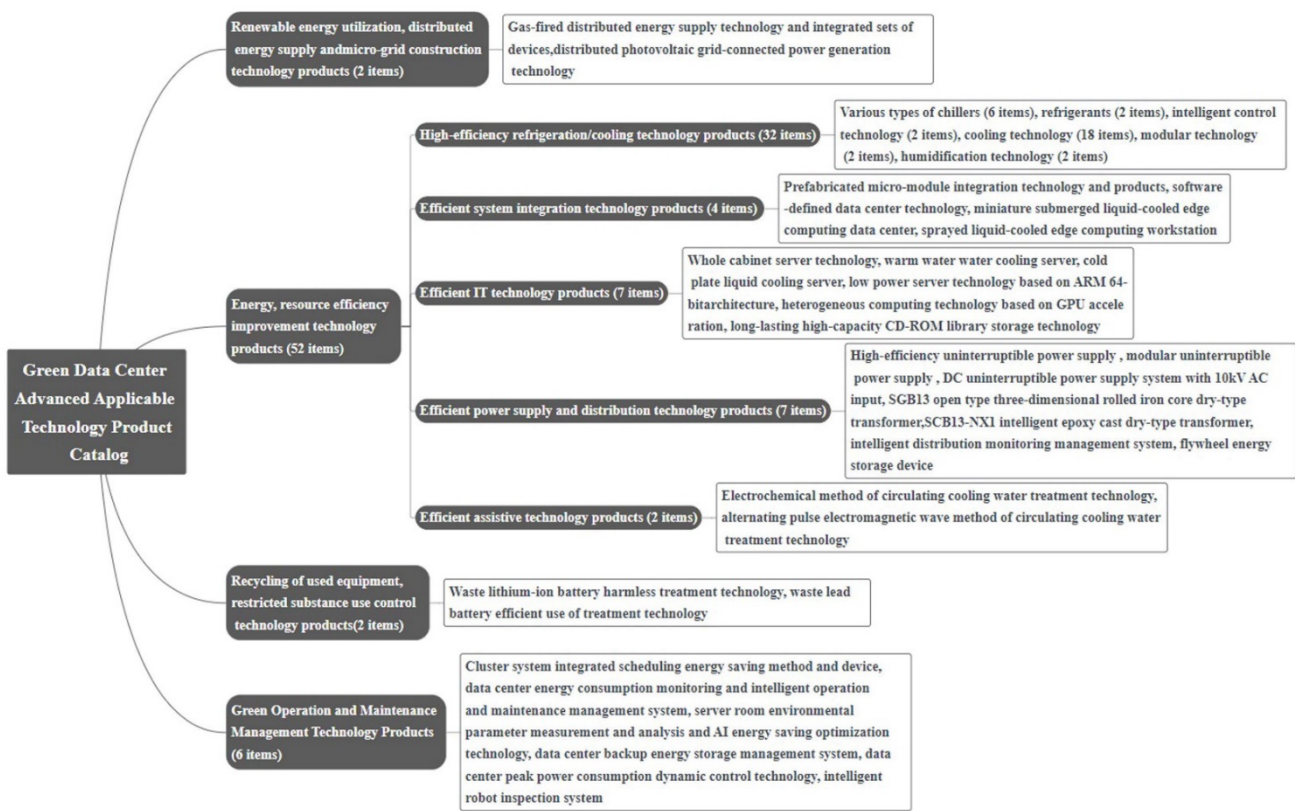 Green Data Center
Advanced Applicable
Technology Product
Catalog
Renewable energy utilization, distributed
energy supply andmicro-grid construction
technology products (2 items)
Gas-fired distributed energy supply technology and integrated sets of
devices,distributed photovoltaic grid-connected power generation
technology
Energy, resource efficiency
improvement technology
products (52 items)
High-efficiency refrigeration/cooling technology products (32 items)
Various types of chillers (6 items), refrigerants (2 items), intelligent control
technology (2 items), cooling technology (18 items), modular technology
(2 items), humidification technology (2 items)
Efficient system integration technology products (4 items)
Prefabricated micro-module integration technology and products, software
-defined data center technology, miniature submerged liquid-cooled edge
computing data center, sprayed liquid-cooled edge computing workstation
Efficient IT technology products (7 items)
Whole cabinet server technology, warm water water cooling server, cold
plate liquid cooling server, low power server technology based on ARM 64-
bitarchitecture, heterogeneous computing technology based on GPU accele
ration, long-lasting high-capacity CD-ROM library storage technology
Efficient power supply and distribution technology products (7 items)
High-efficiency uninterruptible power supply , modular uninterruptible
power supply , DC uninterruptible power supply system with 10kV AC
input, SGB13 open type three-dimensional rolled iron core dry-type
transformer,SCB13-NX1 intelligent epoxy cast dry-type transformer,
intelligent distribution monitoring management system, flywheel energy
storage device
Efficient assistive technology products (2 items)
Electrochemical method of circulating cooling water treatment technology,
alternating pulse electromagnetic wave method of circulating cooling water
treatment technology
Recycling of used equipment,
restricted substance use control
technology products(2 items)
Waste lithium-ion battery harmless treatment technology, waste lead
battery efficient use of treatment technology
Green Operation and Maintenance
Management Technology Products
(6 items)
Cluster system integrated scheduling energy saving method and device,
data center energy consumption monitoring and intelligent operation
and maintenance management system, server room environmental
parameter measurement and analysis and AI energy saving optimization
technology, data center backup energy storage management system, data
center peak power consumption dynamic control technology, intelligent
robot inspection system